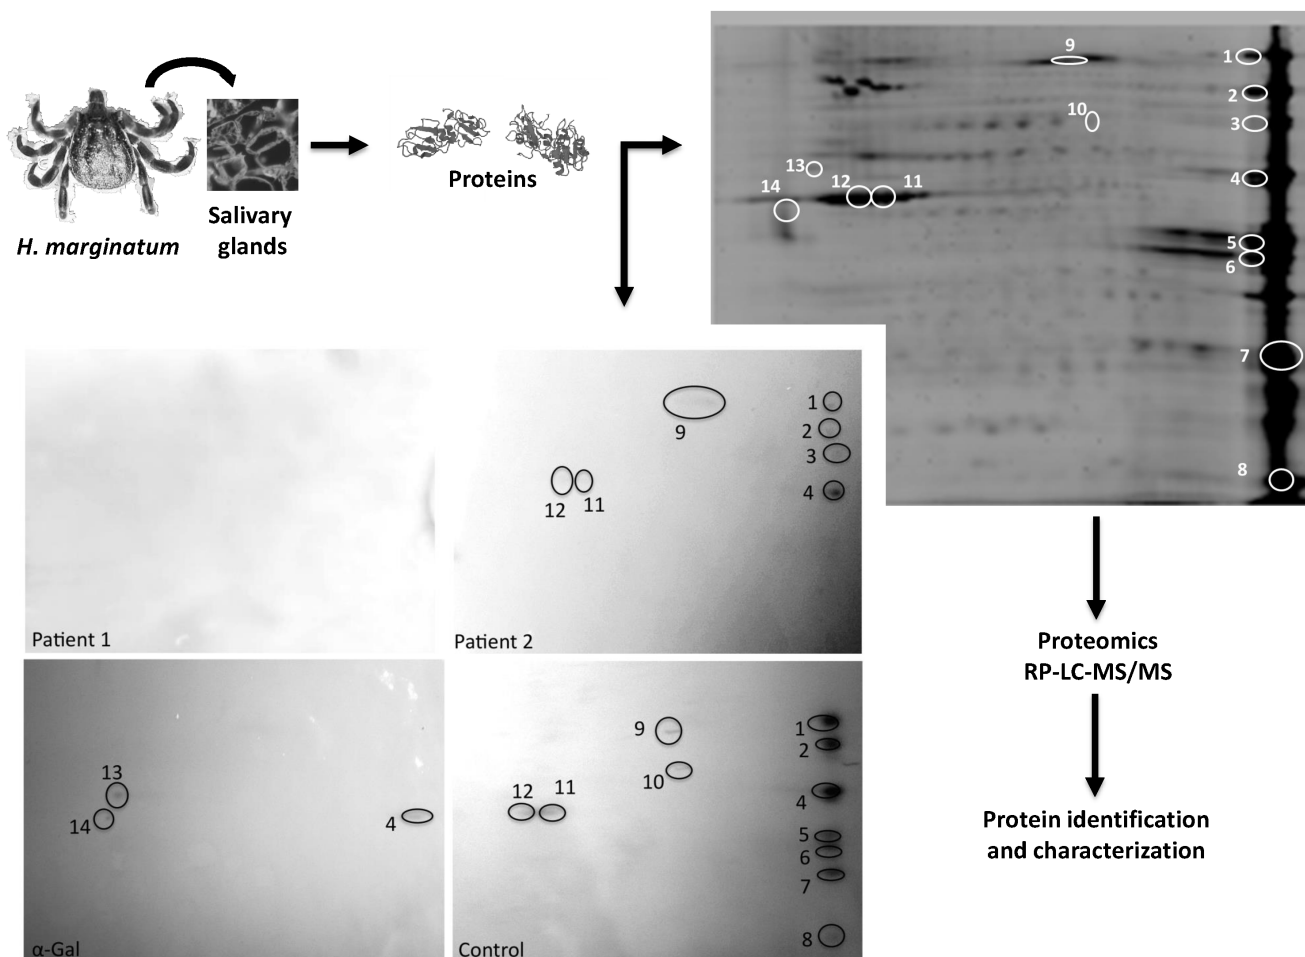 H. marginatum
Salivary
glands
Proteins
9
1
2
10
3
13
4
14
12
11
5
6
7
8
Patient 1
1
9
2
3
4
12
11
Patient 2
13
14
4
α-Gal
9
1
2
10
12
11
4
5
6
7
8
Control
Proteomics
RP-LC-MS/MS
Protein identification
and characterization